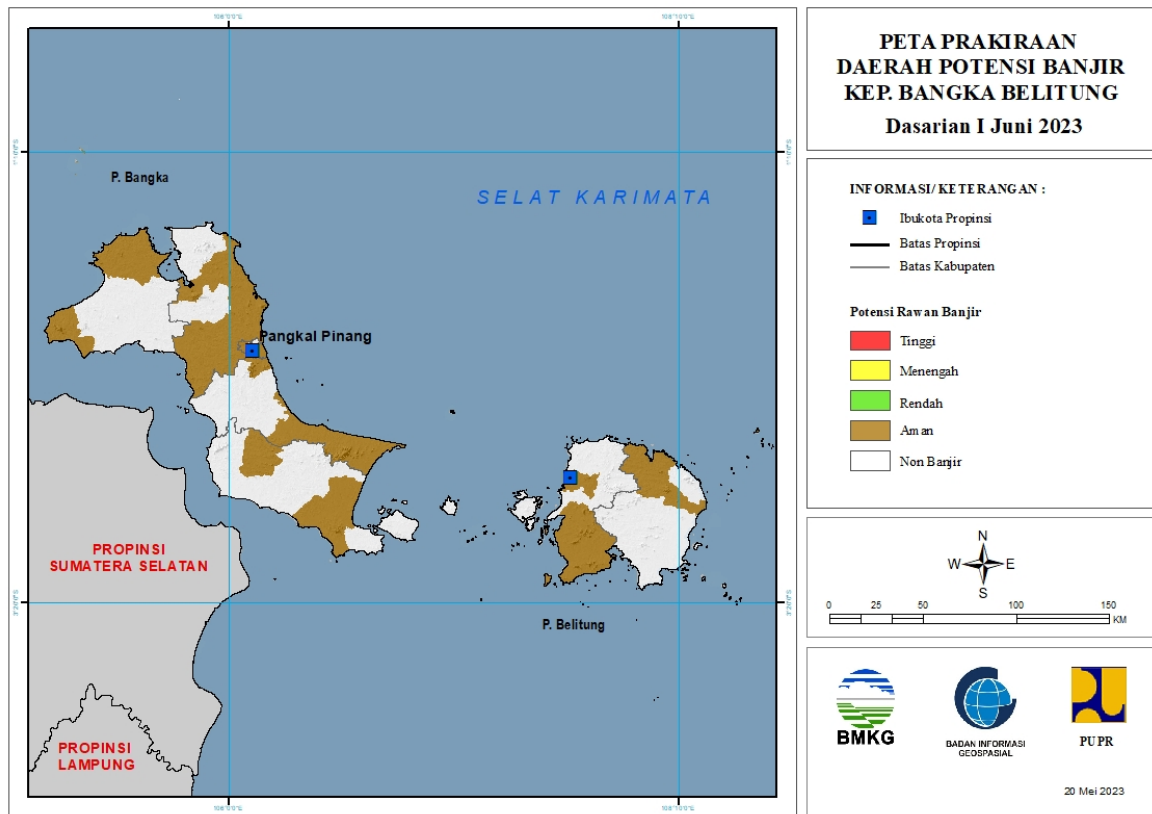 PETA PRAKIRAAN
DAERAH POTENSI BANJIR
KEP. BANGKA BELITUNG
Dasarian I Juni 2023
P. Bangka
SELAT KARIMATA
Pangkal Pinang
PROPINSI
SUMATERA SELATAN
P. Belitung
PROPINSI
LAMPUNG
INFORMASI/KETERANGAN :
Ibukota Propinsi
Batas Propinsi
Batas Kabupaten
Potensi Rawan Banjir
Tinggi
Menengah
Rendah
Aman
Non Banjir
N
W E
S
0 25 50 100 150
KM
BMKG
BADAN INFORMASI
GEOSPASIAL
PUPR
20 Mei 2023